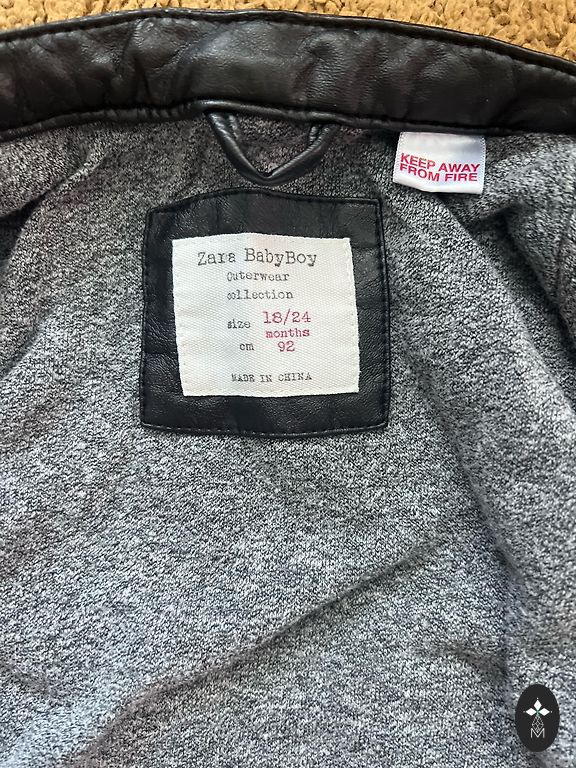 KEEP AWAY
FROM FIRE
Zara BabyBoy
Outerwear
collection
size 18/24
months
cm 92
MADE IN CHINA
M